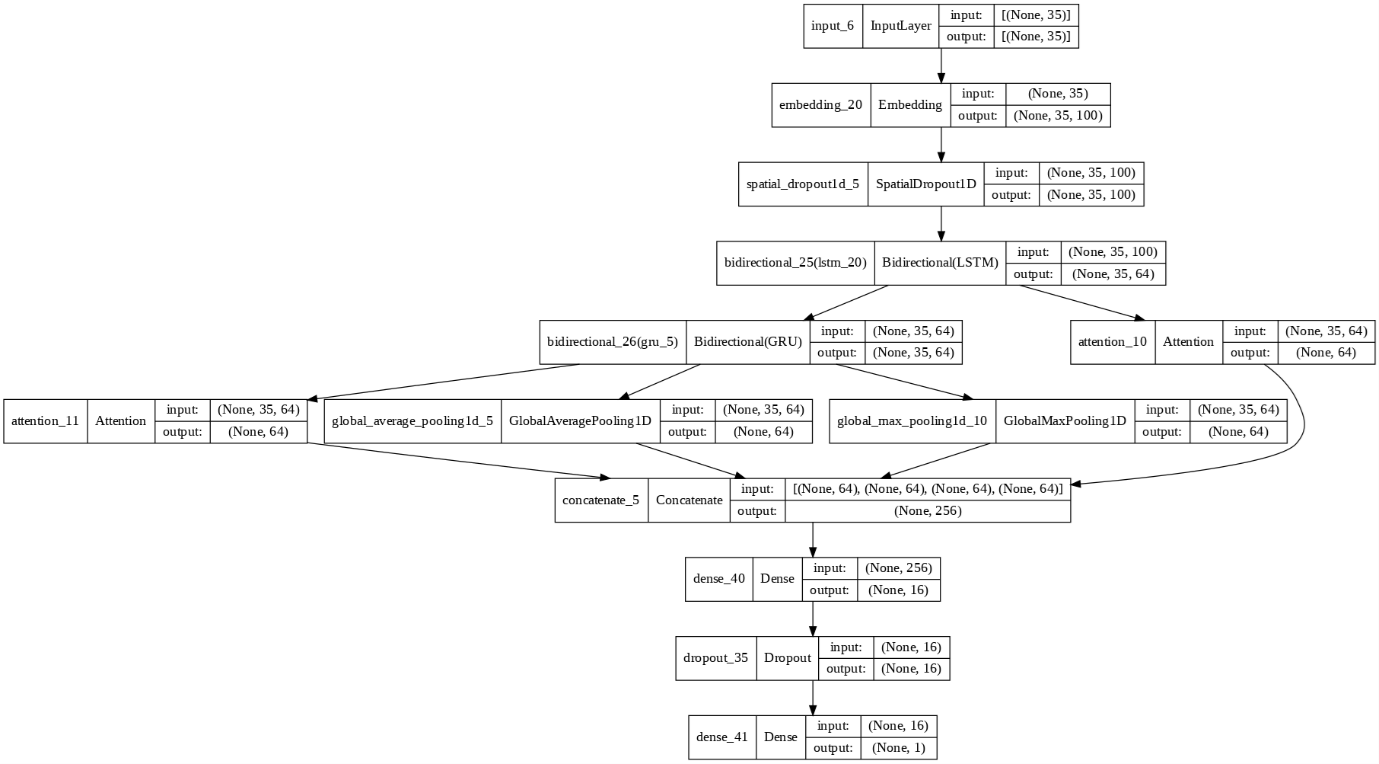 input_6 InputLayer input: [(None, 35)]
output: [(None, 35)]
embedding_20 Embedding input: (None, 35)
output: (None, 35, 100)
spatial_dropout1d_5 SpatialDropout1D input: (None, 35, 100)
output: (None, 35, 100)
bidirectional_25(lstm_20) Bidirectional(LSTM) input: (None, 35, 100)
output: (None, 35, 64)
bidirectional_26(gru_5) Bidirectional(GRU) input: (None, 35, 64)
output: (None, 35, 64)
attention_10 Attention input: (None, 35, 64)
output: (None, 64)
attention_11 Attention input: (None, 35, 64)
output: (None, 64)
global_average_pooling1d_5 GlobalAveragePooling1D input: (None, 35, 64)
output: (None, 64)
global_max_pooling1d_10 GlobalMaxPooling1D input: (None, 35, 64)
output: (None, 64)
concatenate_5 Concatenate input: [(None, 64), (None, 64), (None, 64), (None, 64)]
output: (None, 256)
dense_40 Dense input: (None, 256)
output: (None, 16)
dropout_35 Dropout input: (None, 16)
output: (None, 16)
dense_41 Dense input: (None, 16)
output: (None, 1)